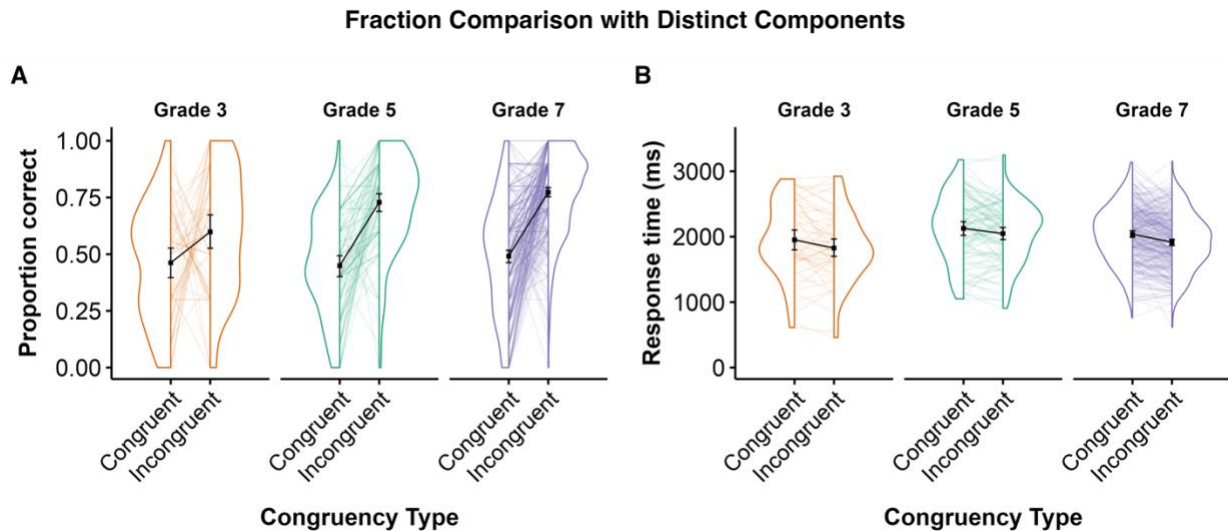 Fraction Comparison with Distinct Components
A
Grade 3
Grade 5
Grade 7
Proportion correct
1.00
0.75
0.50
0.25
0.00
Congruent
Incongruent
Congruent
Incongruent
Congruent
Incongruent
Congruency Type
B
Grade 3
Grade 5
Grade 7
Response time (ms)
3000
2000
1000
0
Congruent
Incongruent
Congruent
Incongruent
Congruent
Incongruent
Congruency Type